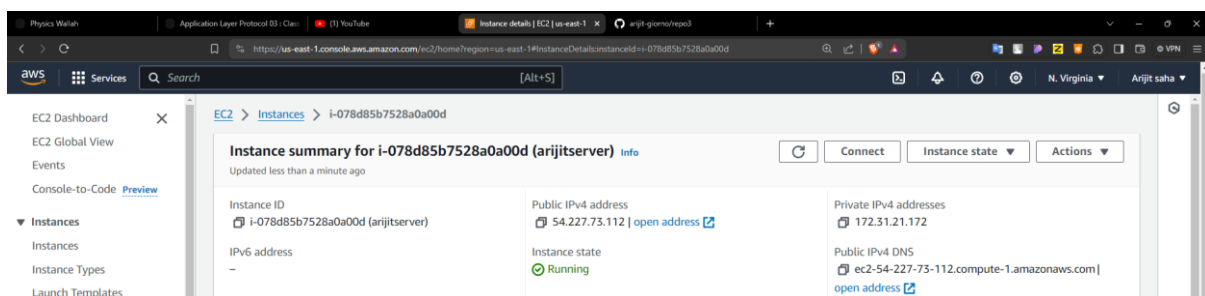 Physics Wallah
Application Layer Protocol 03 : Class
(1) YouTube
Instance details | EC2 | us-east-1
arijit-giorno/repo3
https://us-east-1.console.aws.amazon.com/ec2/home?region=us-east-1#InstanceDetails:instanceId=i-078d85b7528a0a00d
VPN
aws
Services
Search
[Alt+S]
N. Virginia
Arijit saha
EC2 Dashboard
EC2 Global View
Events
Console-to-Code Preview
Instances
Instances
Instance Types
Launch Templates
EC2 > Instances > i-078d85b7528a0a00d
Instance summary for i-078d85b7528a0a00d (arijitserver) Info
Updated less than a minute ago
Connect
Instance state
Actions
Instance ID
i-078d85b7528a0a00d (arijitserver)
IPv6 address
–
Public IPv4 address
54.227.73.112 | open address
Instance state
Running
Private IPv4 addresses
172.31.21.172
Public IPv4 DNS
ec2-54-227-73-112.compute-1.amazonaws.com |
open address